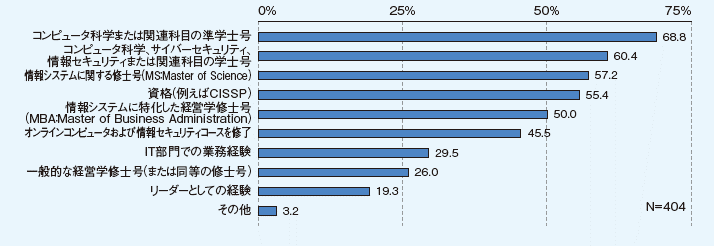 0%
25%
50%
75%
コンピュータ科学または関連科目の準学士号
68.8
コンピュータ科学、サイバーセキュリティ、
情報セキュリティまたは関連科目の学士号
60.4
情報システムに関する修士号(MS:Master of Science)
57.2
資格(例えばCISSP)
55.4
情報システムに特化した経営学修士号
(MBA:Master of Business Administration)
50.0
オンラインコンピュータおよび情報セキュリティコースを修了
45.5
IT部門での業務経験
29.5
一般的な経営学修士号(または同等の修士号)
26.0
リーダーとしての経験
19.3
その他
3.2
N=404